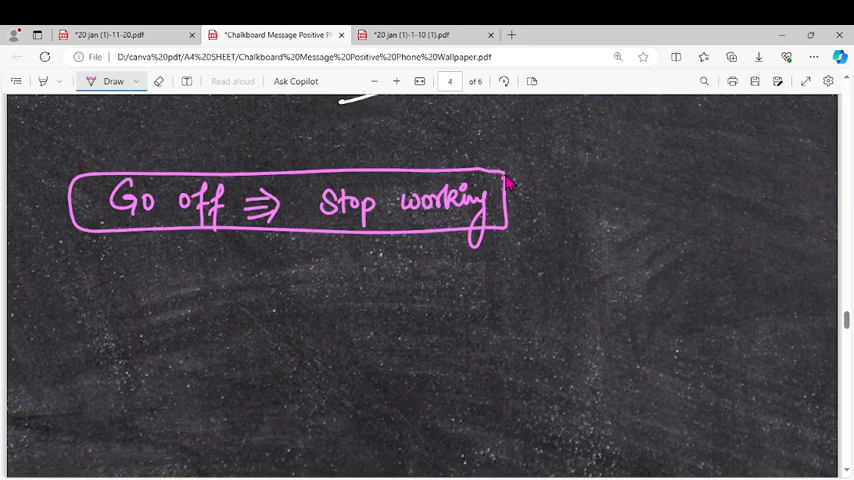 *20 jan (1)-11-20.pdf
*Chalkboard Message Positive P
*20 jan (1)-1-10 (1).pdf
File
D:/canva%20pdf/A4%20SHEET/Chalkboard%20Message%20Positive%20Phone%20Wallpaper.pdf
Draw
Read aloud
Ask Copilot
4
of 6
Go off ⇛ Stop working